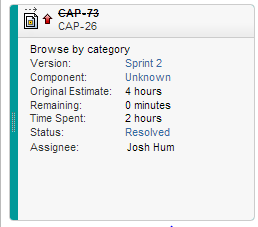 CAP-73
CAP-26
Browse by category
Version: Sprint 2
Component: Unknown
Original Estimate: 4 hours
Remaining: 0 minutes
Time Spent: 2 hours
Status: Resolved
Assignee: Josh Hum